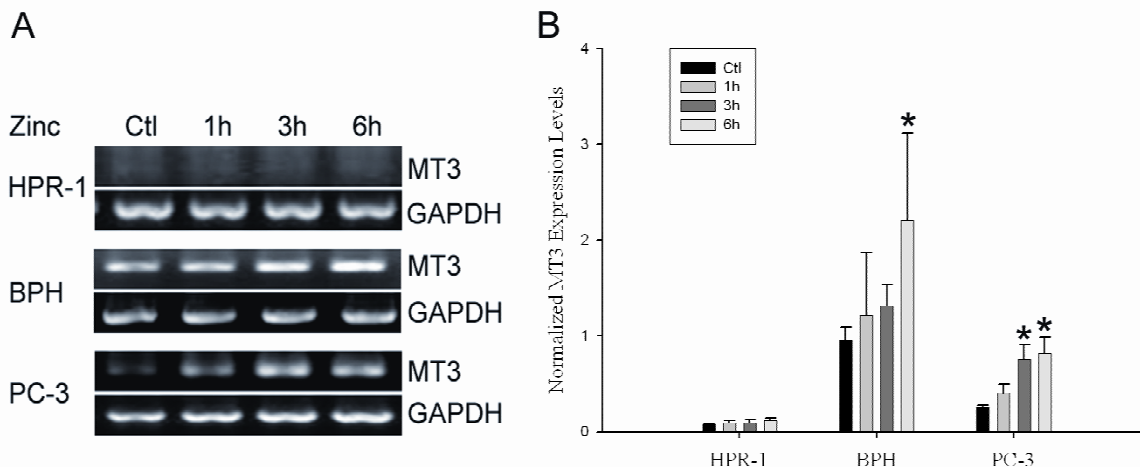 A
Zinc Ctl 1h 3h 6h
HPR-1
MT3
GAPDH
BPH
MT3
GAPDH
PC-3
MT3
GAPDH
B
Normalized MT3 Expression Levels
4
3
2
1
0
Ctl
1h
3h
6h
*
* *
HPR-1 BPH PC-3